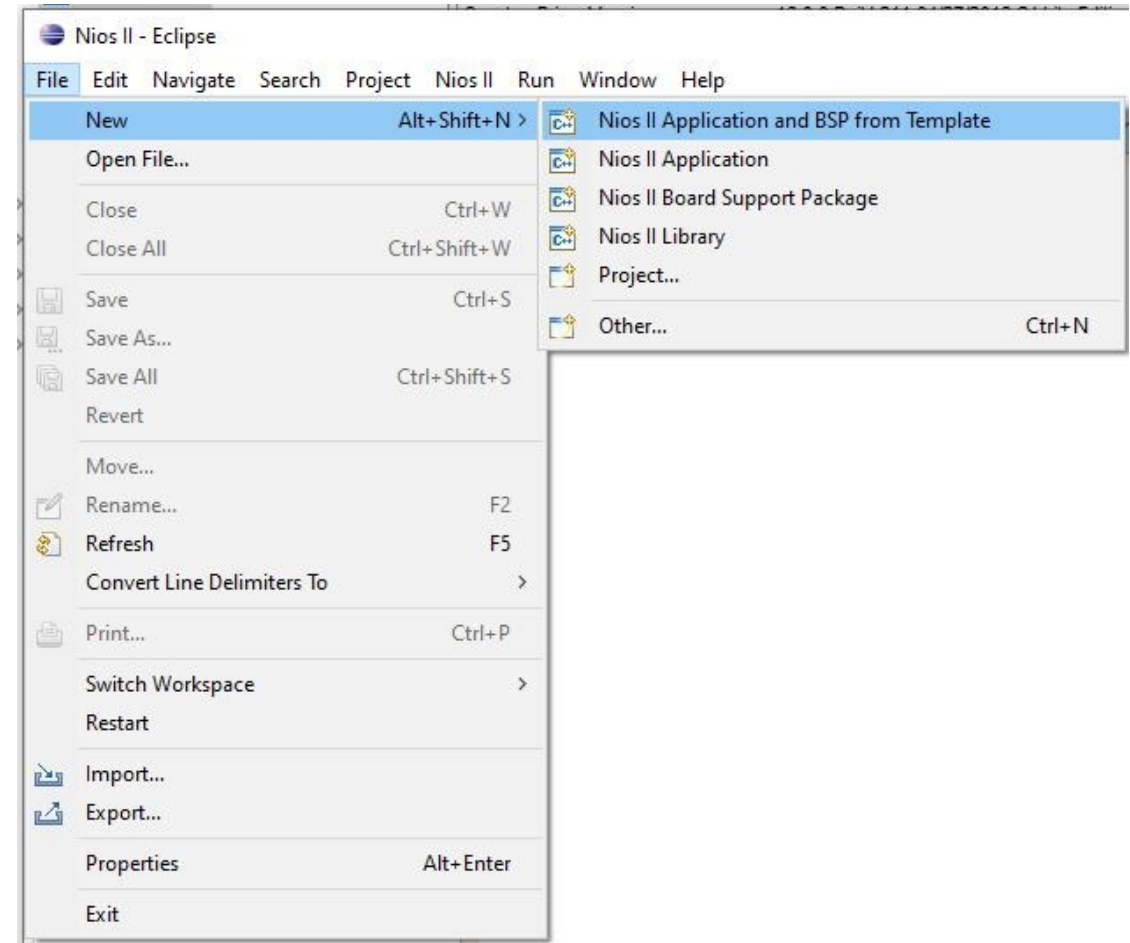 Nios II - Eclipse
File Edit Navigate Search Project Nios II Run Window Help
New Alt+Shift+N >
Open File...
Close Ctrl+W
Close All Ctrl+Shift+W
Save Ctrl+S
Save As...
Save All Ctrl+Shift+S
Revert
Move...
Rename... F2
Refresh F5
Convert Line Delimiters To >
Print... Ctrl+P
Switch Workspace >
Restart
Import...
Export...
Properties Alt+Enter
Exit
Nios II Application and BSP from Template
Nios II Application
Nios II Board Support Package
Nios II Library
Project...
Other... Ctrl+N